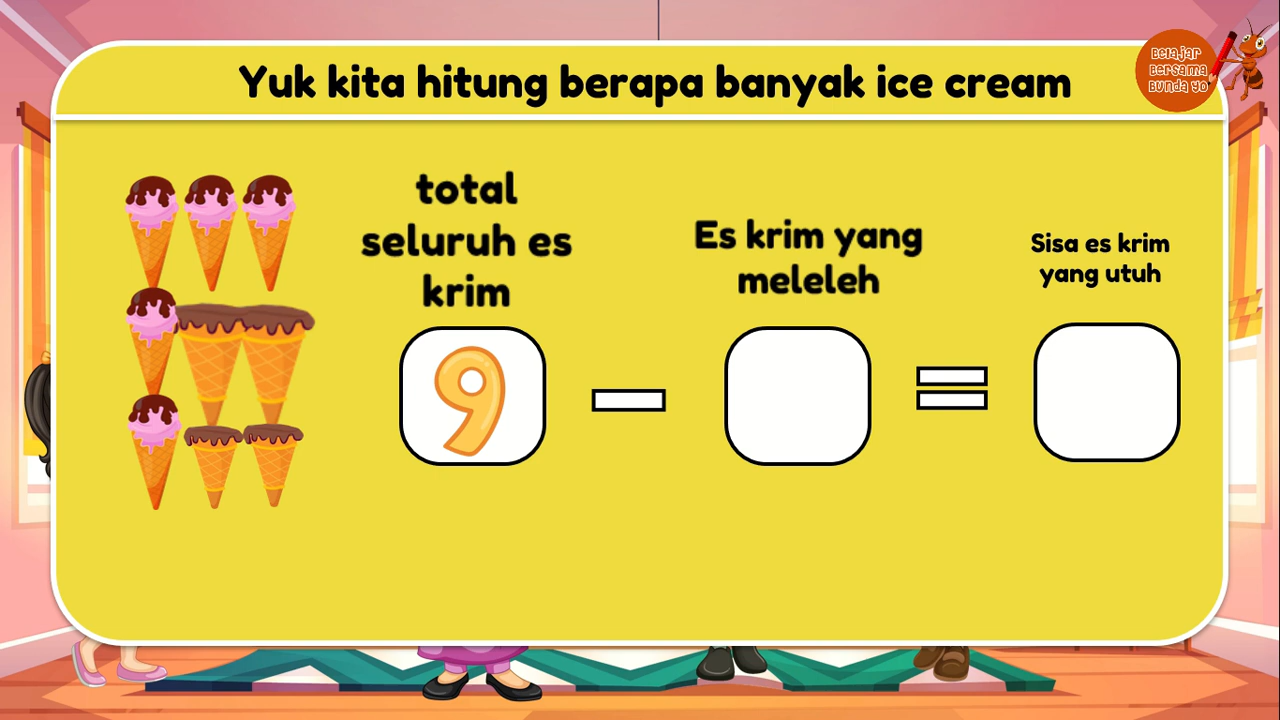 Yuk kita hitung berapa banyak ice cream
Belajar
Bersama
Bunda Yo
total
seluruh es
krim
Es krim yang
meleleh
Sisa es krim
yang utuh
9